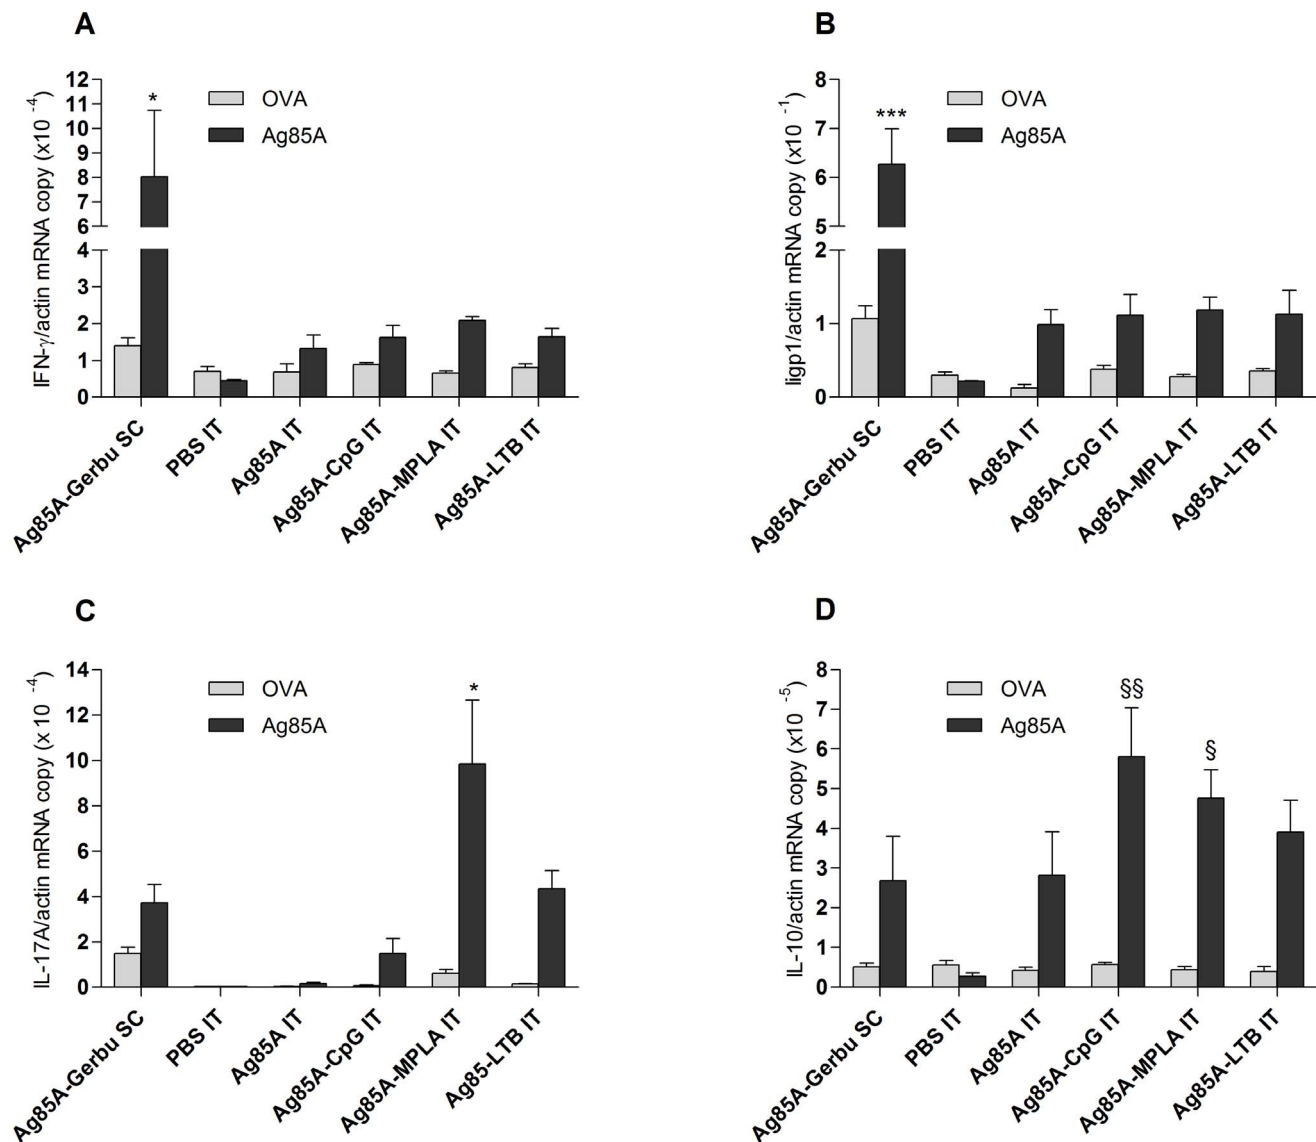 A
IFN-γ/actin mRNA copy (x10 -4)
12
11
10
9
8
7
6
4
3
2
1
0
*
OVA
Ag85A
Ag85A-Gerbu SC
PBS IT
Ag85A IT
Ag85A-CpG IT
Ag85A-MPLA IT
Ag85A-LTB IT
B
Iigp1/actin mRNA copy (x10 -1)
8
7
6
5
2
1
0
***
OVA
Ag85A
Ag85A-Gerbu SC
PBS IT
Ag85A IT
Ag85A-CpG IT
Ag85A-MPLA IT
Ag85A-LTB IT
C
IL-17A/actin mRNA copy (x 10 -4)
14
12
10
8
6
4
2
0
OVA
Ag85A
*
Ag85A-Gerbu SC
PBS IT
Ag85A IT
Ag85A-CpG IT
Ag85A-MPLA IT
Ag85-LTB IT
D
IL-10/actin mRNA copy (x10 -5)
8
7
6
5
4
3
2
1
0
OVA
Ag85A
§§
§
Ag85A-Gerbu SC
PBS IT
Ag85A IT
Ag85A-CpG IT
Ag85A-MPLA IT
Ag85A-LTB IT